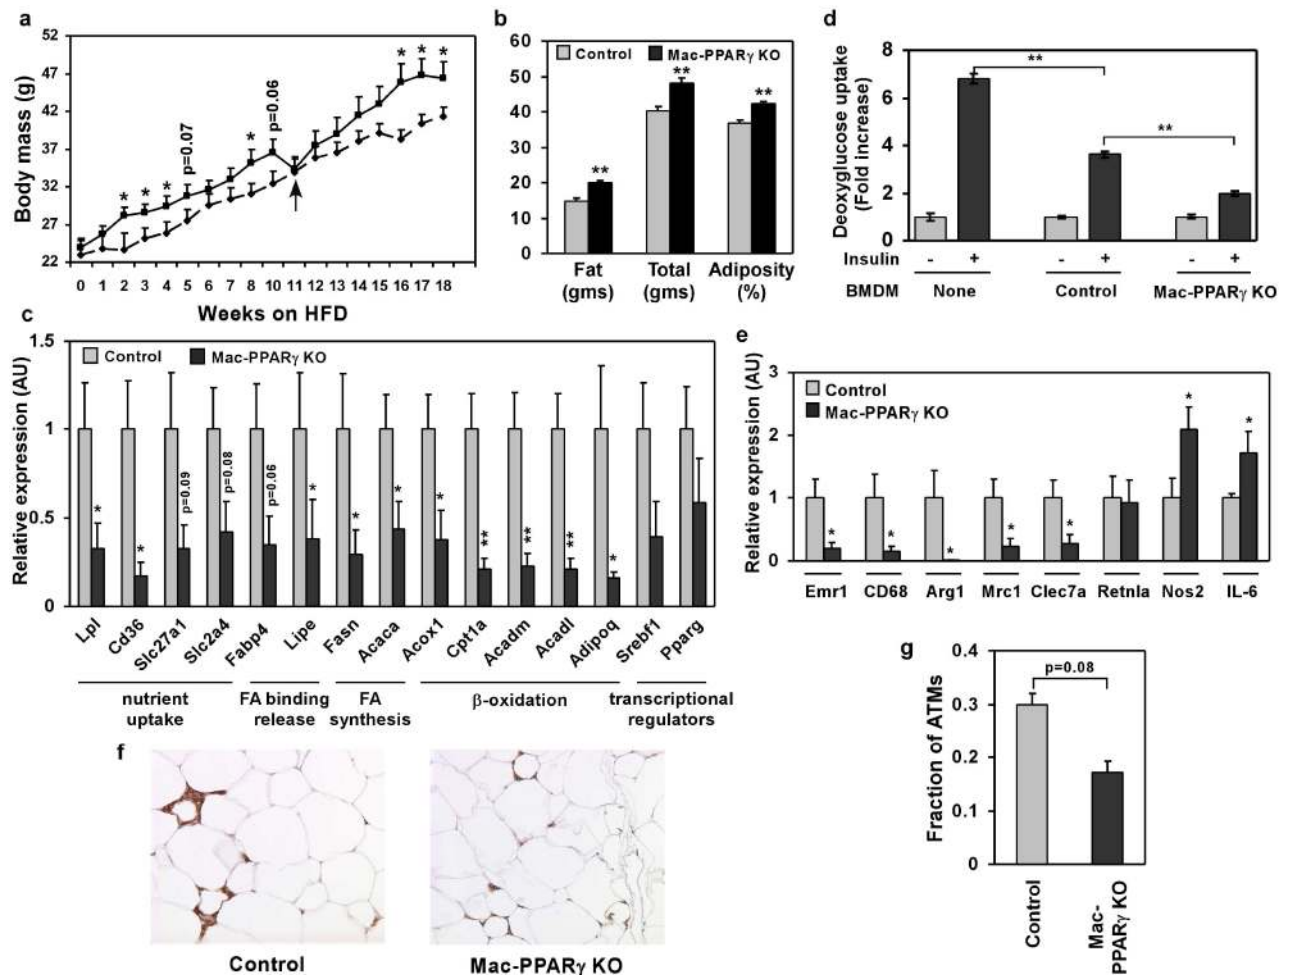 a
52
47
42
37
32
27
22
Body mass (g)
* * * p=0.07 * p=0.06 * * *
0 1 2 3 4 5 6 7 8 10 11 12 13 14 15 16 17 18
Weeks on HFD
b
60
50
40
30
20
10
0
Control Mac-PPARγ KO
** ** **
Fat Total Adiposity
(gms) (gms) (%)
d
Deoxyglucose uptake
(Fold increase)
8
6
4
2
0
** **
Insulin - + - + - +
BMDM None Control Mac-PPARγ KO
c
Relative expression (AU)
1.5
1
0.5
0
Control Mac-PPARγ KO
* * p=0.09 p=0.08 p=0.06 * * * * ** ** ** *
Lpl Cd36 Slc27a1 Slc2a4 Fabp4 Lipe Fasn Acaca Acox1 Cpt1a Acadm Acadl Adipoq Srebf1 Pparg
nutrient FA binding FA β-oxidation transcriptional
uptake release synthesis regulators
e
Relative expression (AU)
3
2
1
0
Control
Mac-PPARγ KO
* * * * * * *
Emr1 CD68 Arg1 Mrc1 Clec7a Retnla Nos2 IL-6
f
Control Mac-PPARγ KO
g
Fraction of ATMs
0.4
0.3
0.2
0.1
0
p=0.08
Control
Mac-
PPARγ KO